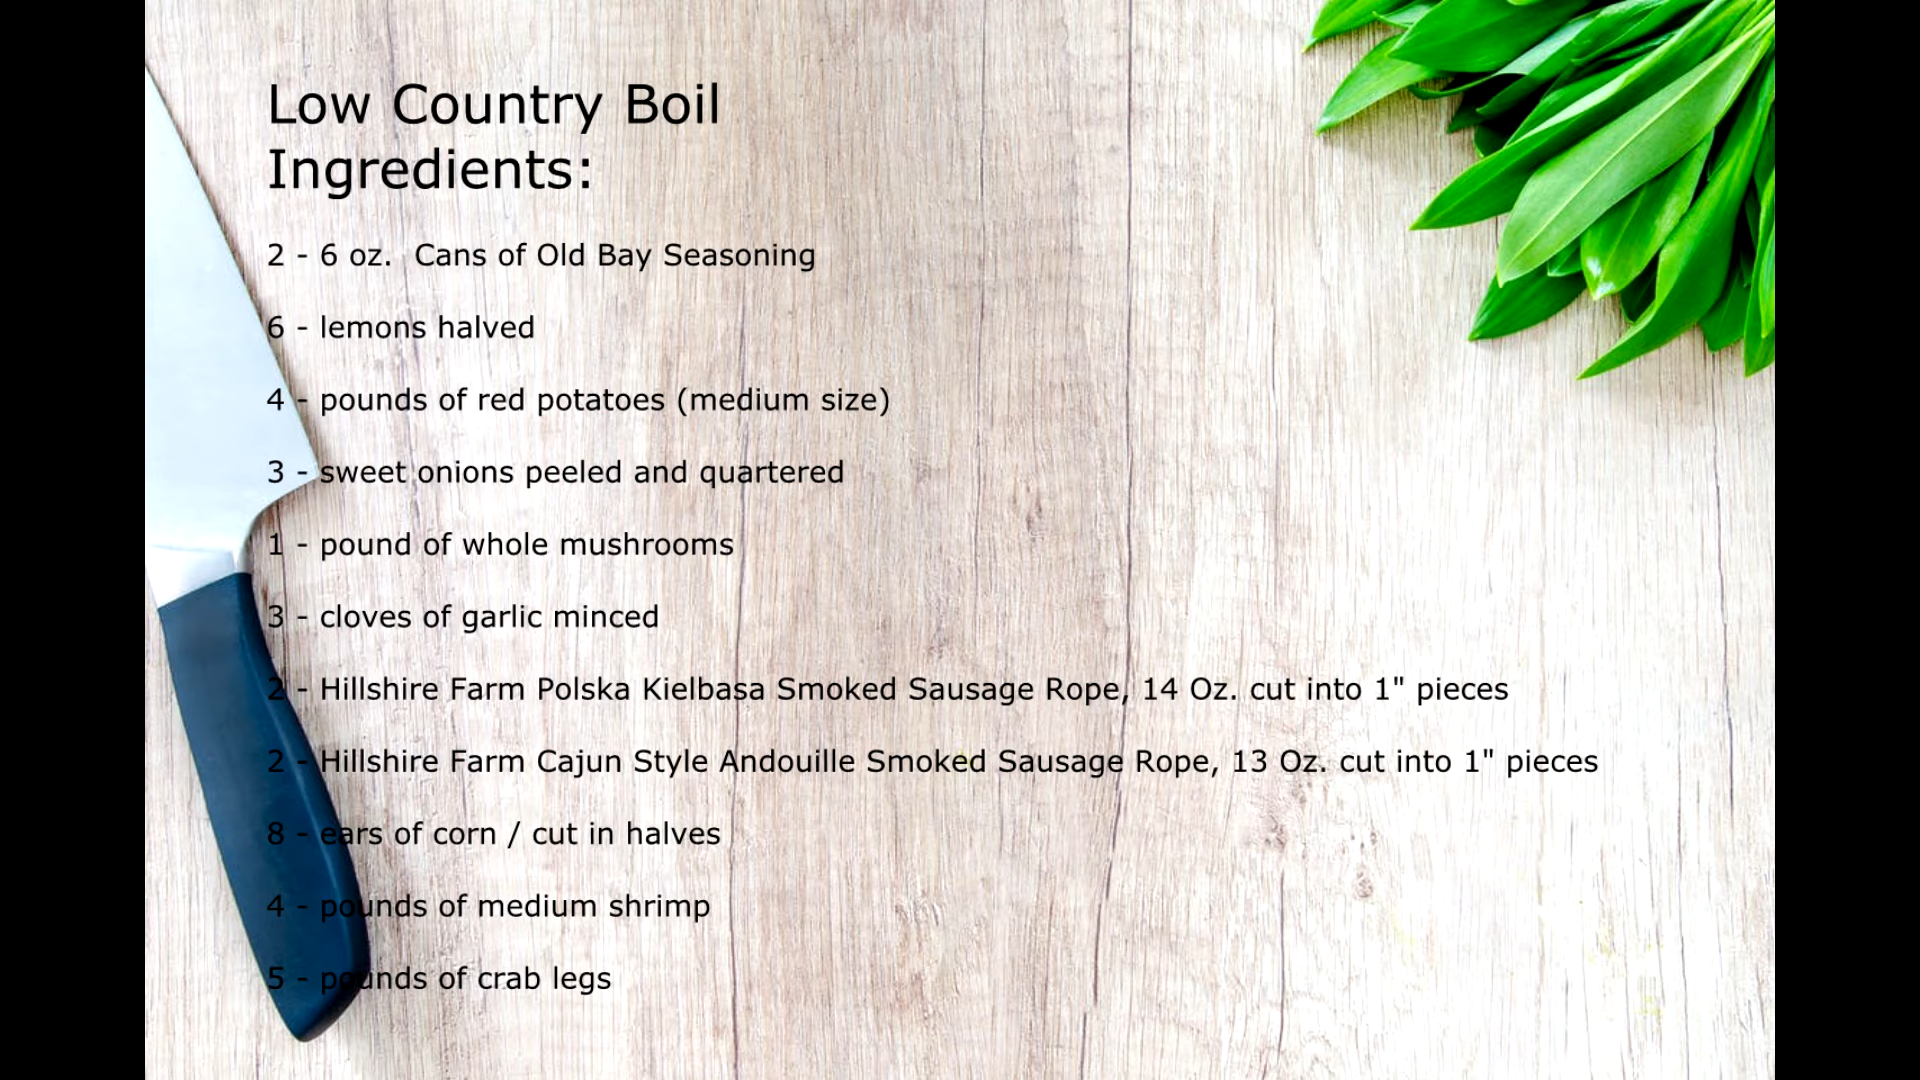 Low Country Boil
Ingredients:
2 - 6 oz.  Cans of Old Bay Seasoning
6 - lemons halved
4 - pounds of red potatoes (medium size)
3 - sweet onions peeled and quartered
1 - pound of whole mushrooms
3 - cloves of garlic minced
2 - Hillshire Farm Polska Kielbasa Smoked Sausage Rope, 14 Oz. cut into 1" pieces
2 - Hillshire Farm Cajun Style Andouille Smoked Sausage Rope, 13 Oz. cut into 1" pieces
8 - ears of corn / cut in halves
4 - pounds of medium shrimp
5 - pounds of crab legs